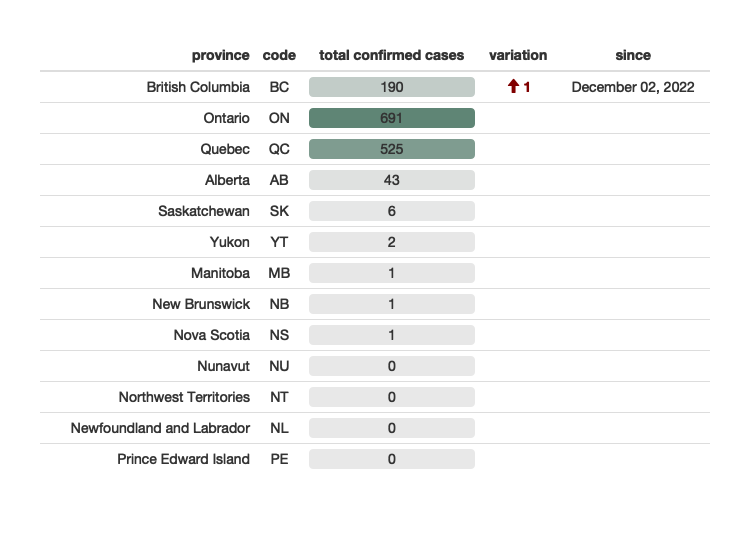 province code total confirmed cases variation since
British Columbia BC 190 1 December 02, 2022
Ontario ON 691
Quebec QC 525
Alberta AB 43
Saskatchewan SK 6
Yukon YT 2
Manitoba MB 1
New Brunswick NB 1
Nova Scotia NS 1
Nunavut NU 0
Northwest Territories NT 0
Newfoundland and Labrador NL 0
Prince Edward Island PE 0